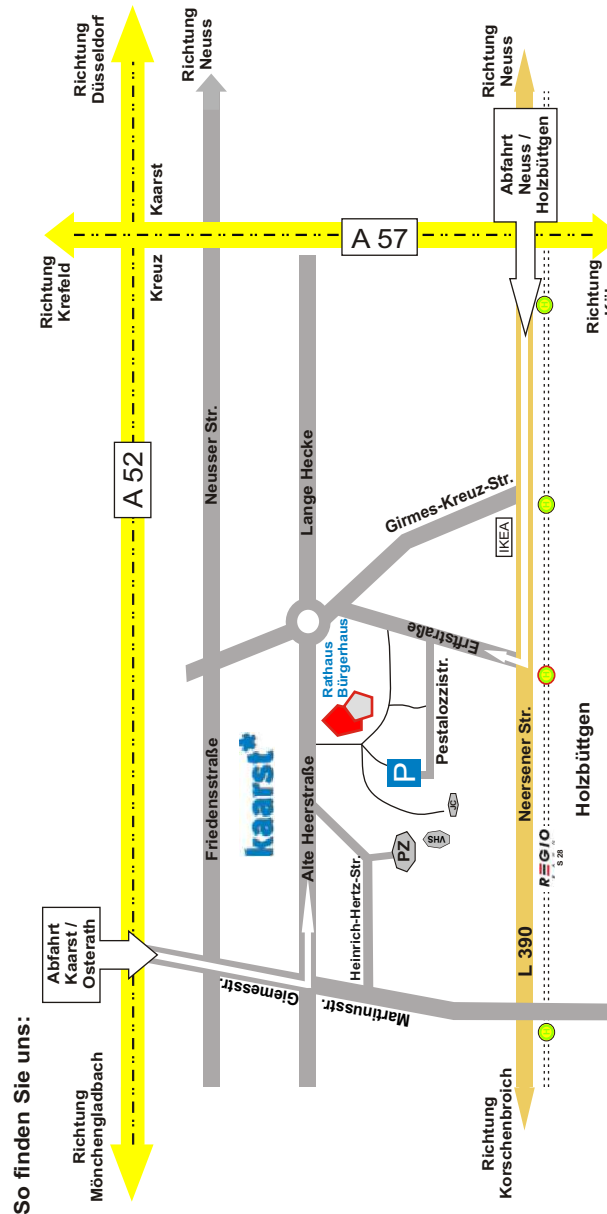 So finden Sie uns:
Richtung
Mönchengladbach
Abfahrt
Kaarst /
Osterath
A 52
Richtung
Krefeld
Kreuz
Kaarst
Richtung
Düsseldorf
Friedensstraße
Neusser Str.
Richtung
Neuss
kaarst*
Giemesstr.
Alte Heerstraße
Lange Hecke
A 57
Rathaus
Bürgerhaus
Martinusstr.
Heinrich-Hertz-Str.
PZ
VHS
JC
P
Pestalozzistr.
Erftstraße
Girmes-Kreuz-Str.
IKEA
Abfahrt
Neuss /
Holzbüttgen
Richtung
Neuss
Richtung
Korschenbroich
L 390
Neersener Str.
REGIO
S 28
Holzbüttgen
Richtung